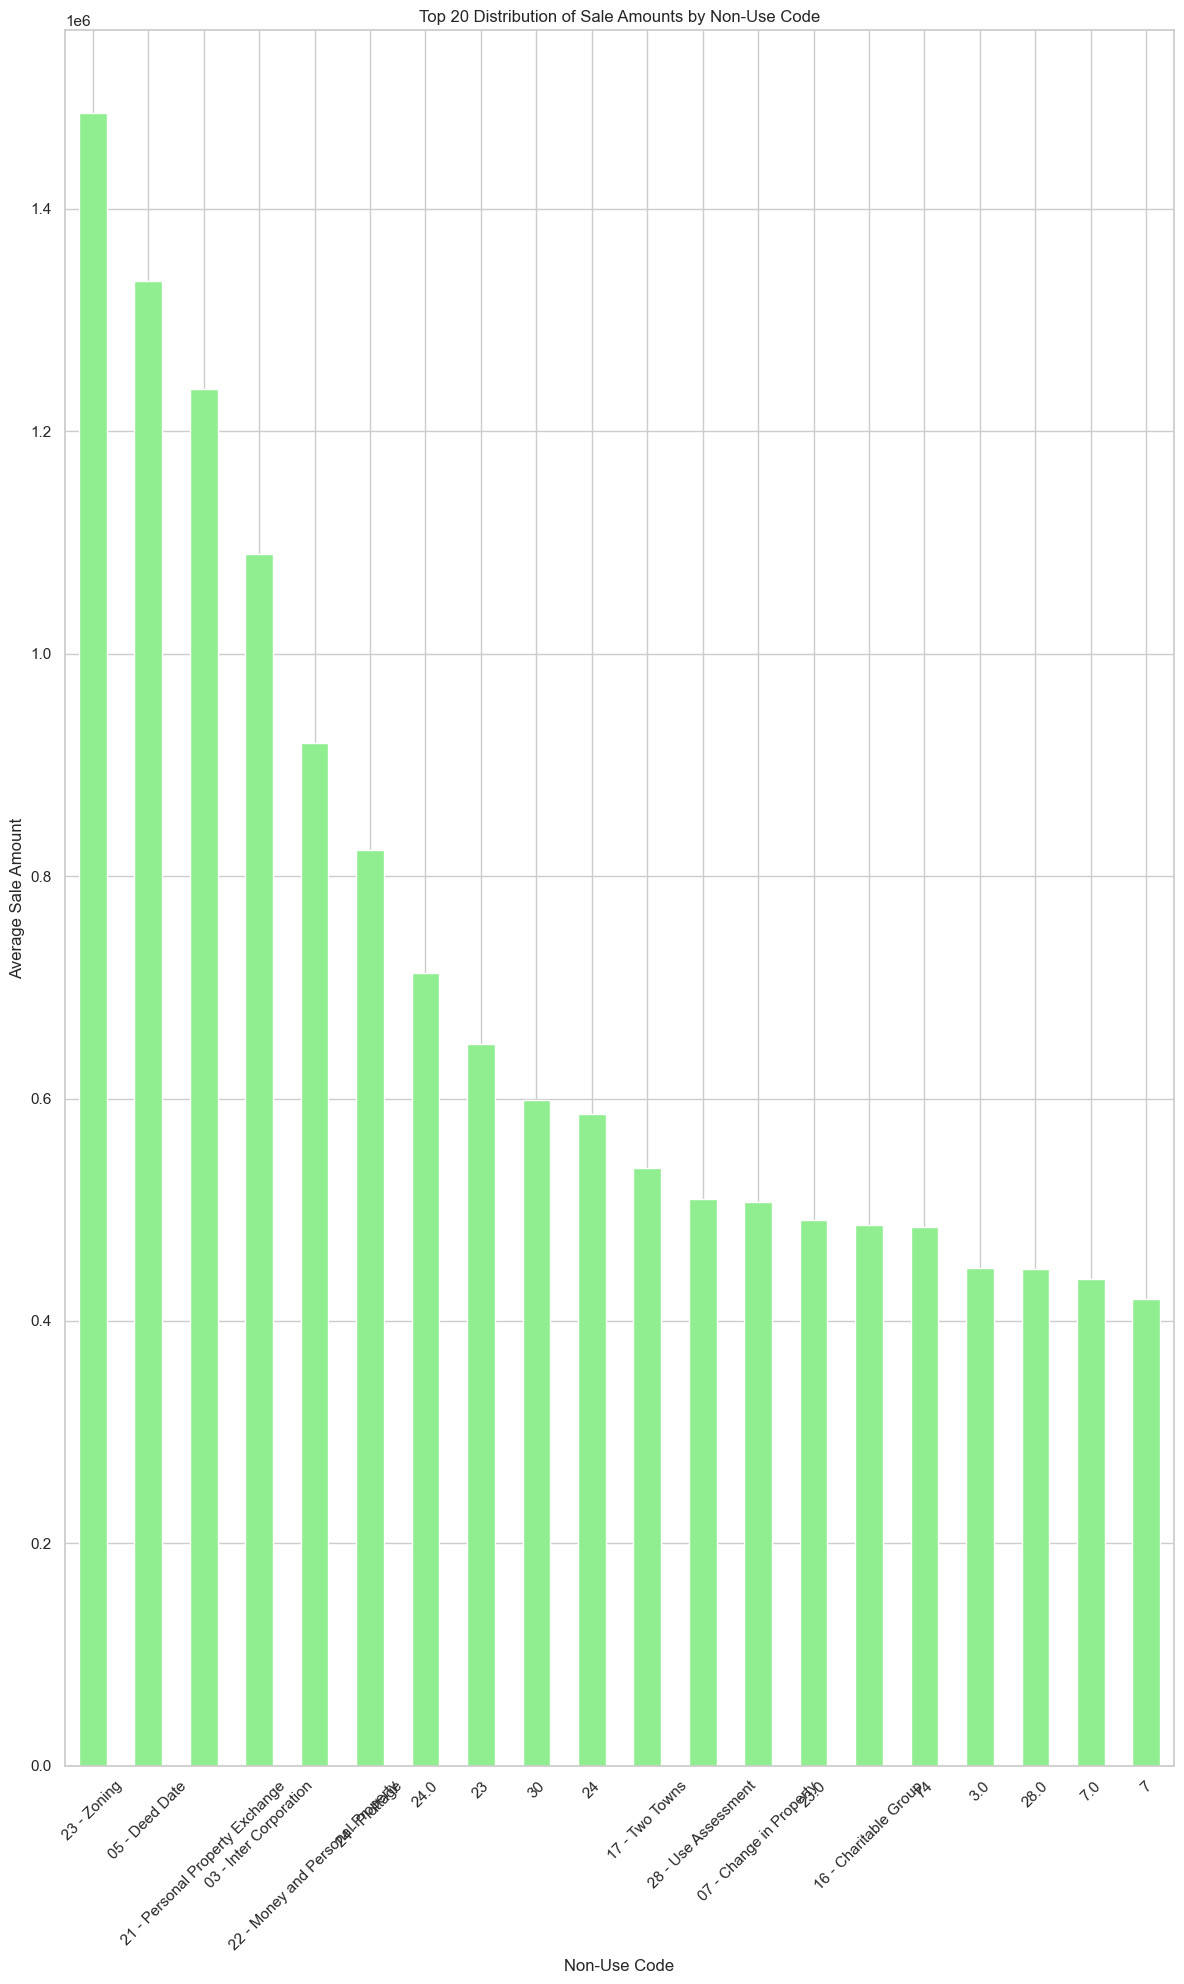 Top 20 Distribution of Sale Amounts by Non-Use Code
1e6
1.4
1.2
1.0
0.8
0.6
0.4
0.2
0.0
Average Sale Amount
23 - Zoning
05 - Deed Date
21 - Personal Property Exchange
03 - Inter Corporation
22 - Money and Personal Property
24 - Plottage
24.0
23
30
24
17 - Two Towns
28 - Use Assessment
07 - Change in Property
23.0
16 - Charitable Group
14
3.0
28.0
7.0
7
Non-Use Code